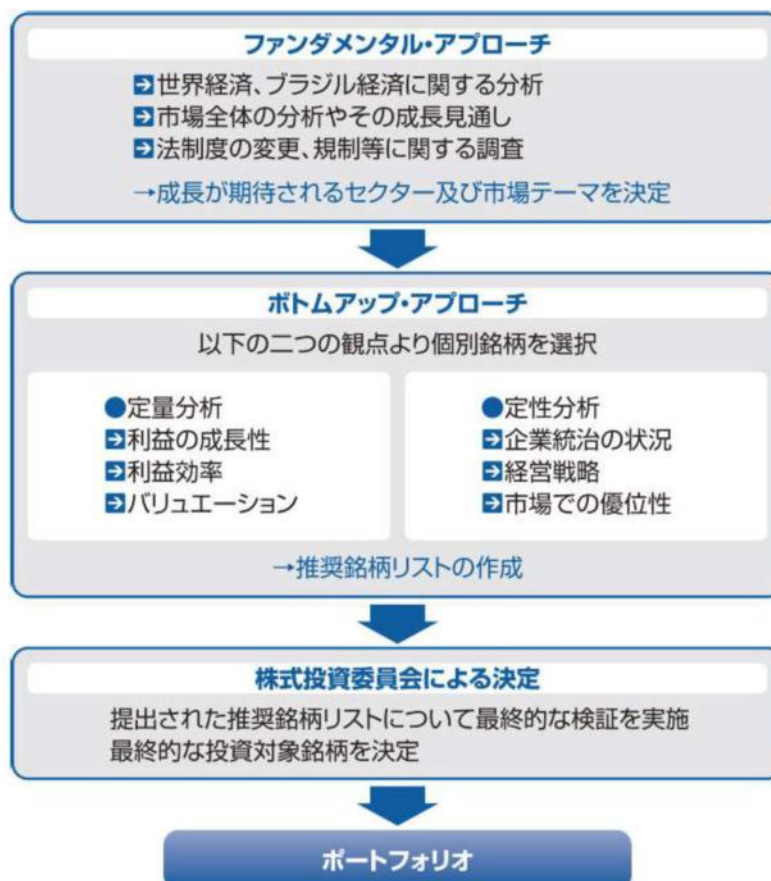 ファンダメンタル・アプローチ
➔世界経済、ブラジル経済に関する分析
➔市場全体の分析やその成長見通し
➔法制度の変更、規制等に関する調査
→成長が期待されるセクター及び市場テーマを決定
ボトムアップ・アプローチ
以下の二つの観点より個別銘柄を選択
●定量分析
➔利益の成長性
➔利益効率
➔バリュエーション
●定性分析
➔企業統治の状況
➔経営戦略
➔市場での優位性
→推奨銘柄リストの作成
株式投資委員会による決定
提出された推奨銘柄リストについて最終的な検証を実施
最終的な投資対象銘柄を決定
ポートフォリオ